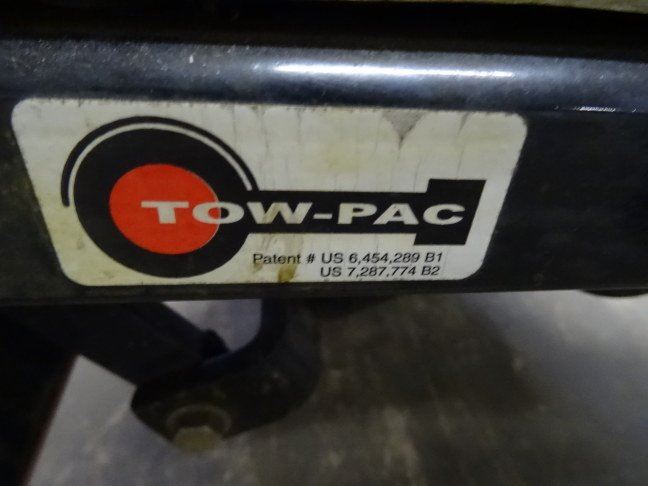 TOW-PAC
Patent # US 6,454,289 B1
US 7,287,774 B2